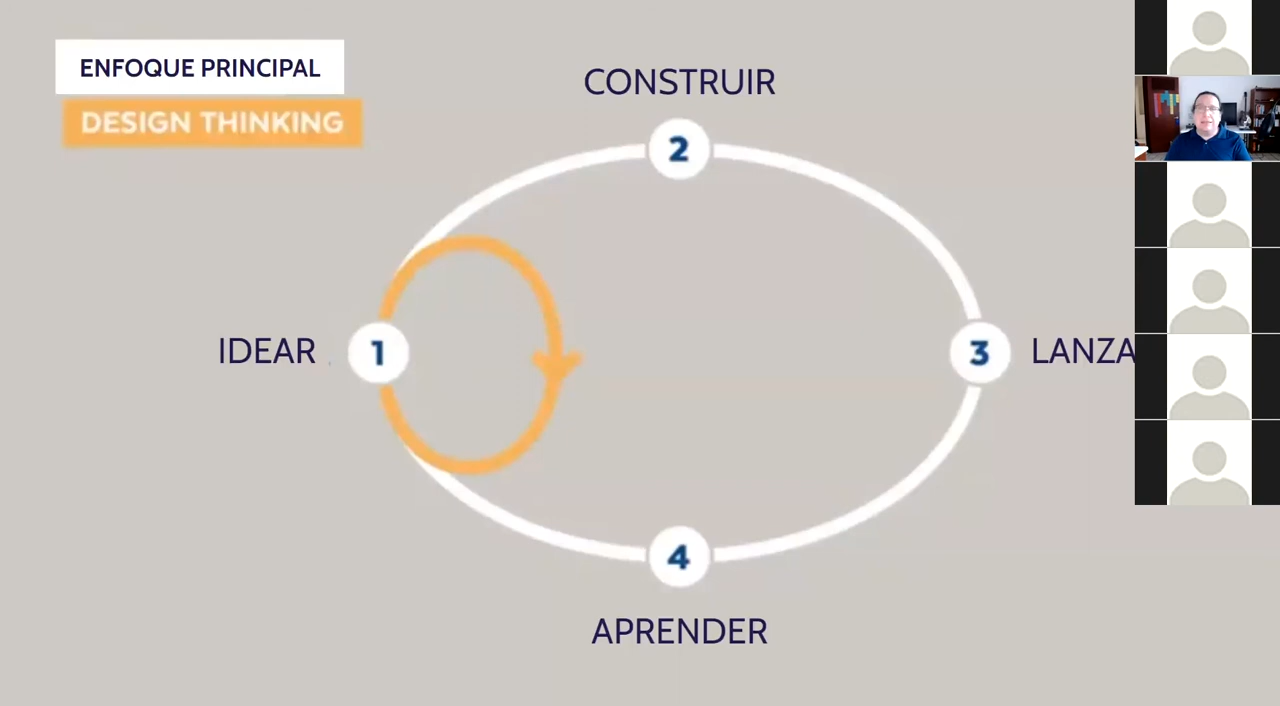 ENFOQUE PRINCIPAL
DESIGN THINKING
CONSTRUIR
2
IDEAR
1
3
LANZA
4
APRENDER